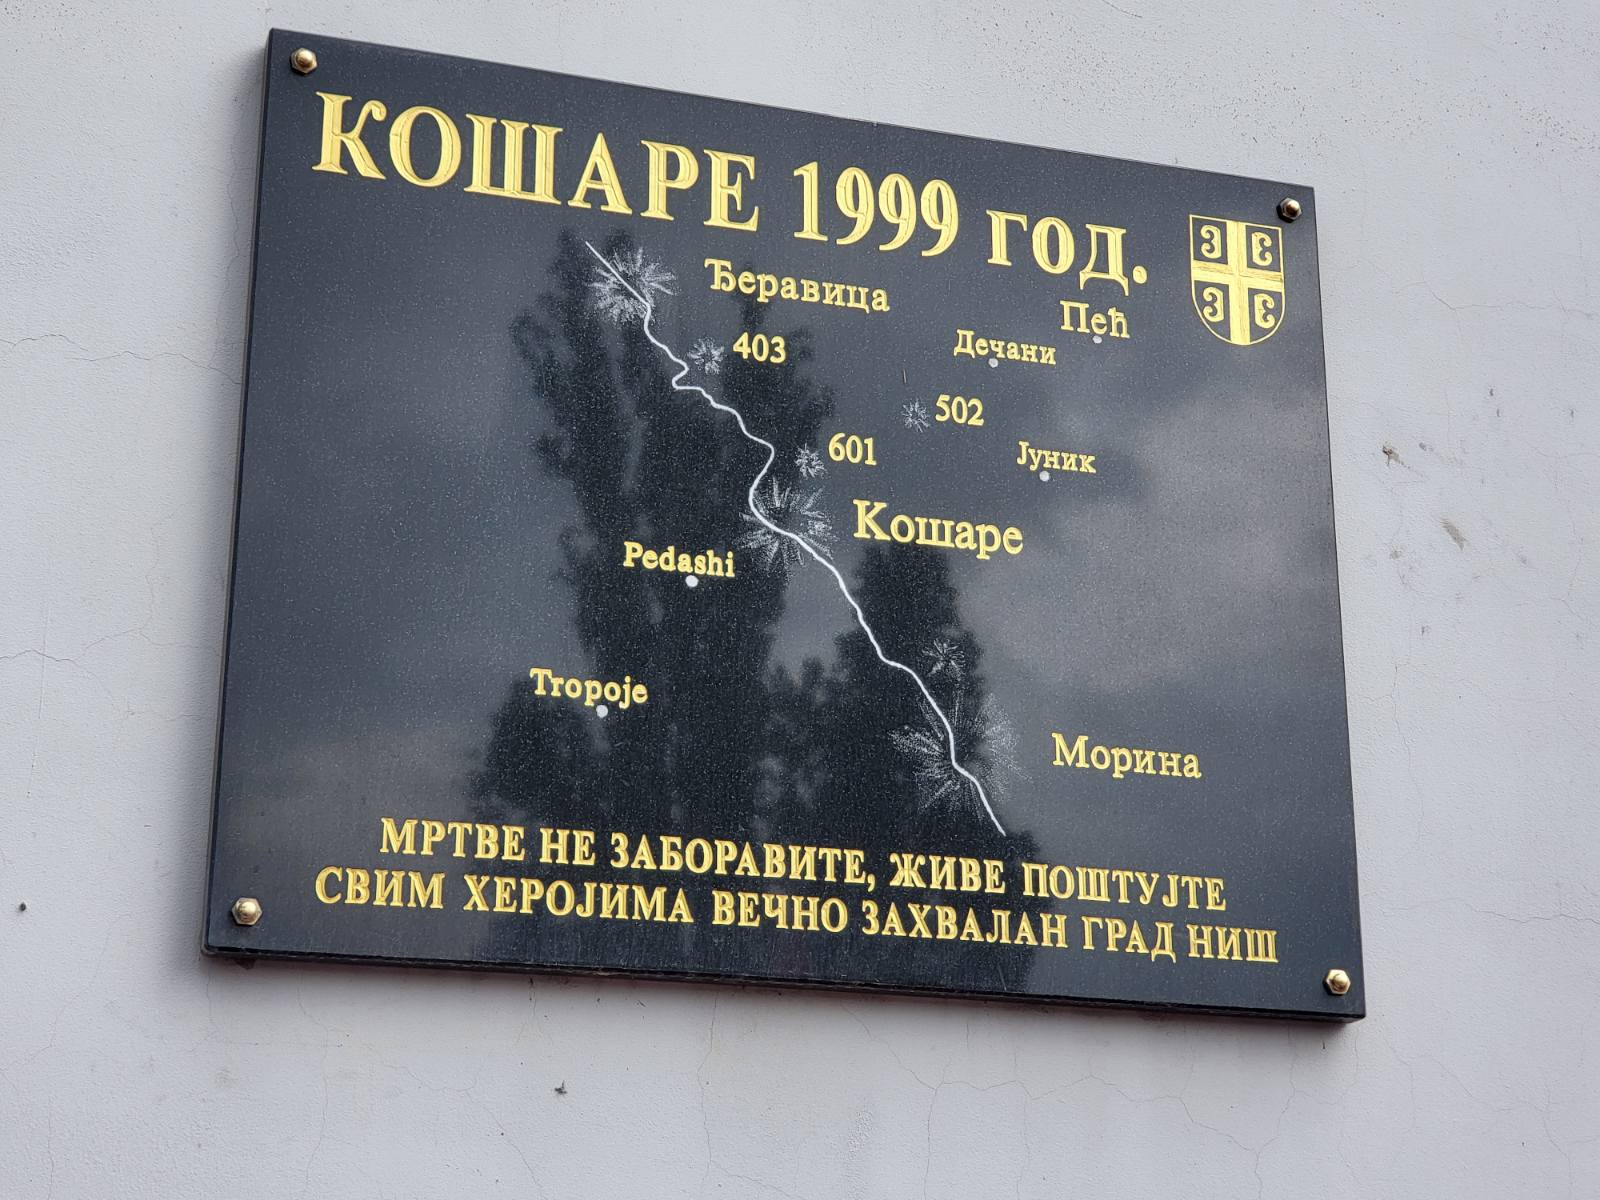 КОШАРЕ 1999 ГОД.
Ђеравица
Пећ
403
Дечани
502
601
Јуник
Кошаре
Pedashi
Тгороје
Морина
МРТВЕ НЕ ЗАБОРАВИТЕ, ЖИВЕ ПОШТУЈТЕ
СВИМ ХЕРОЈИМА ВЕЧНО ЗАХВАЛАН ГРАД НИШ